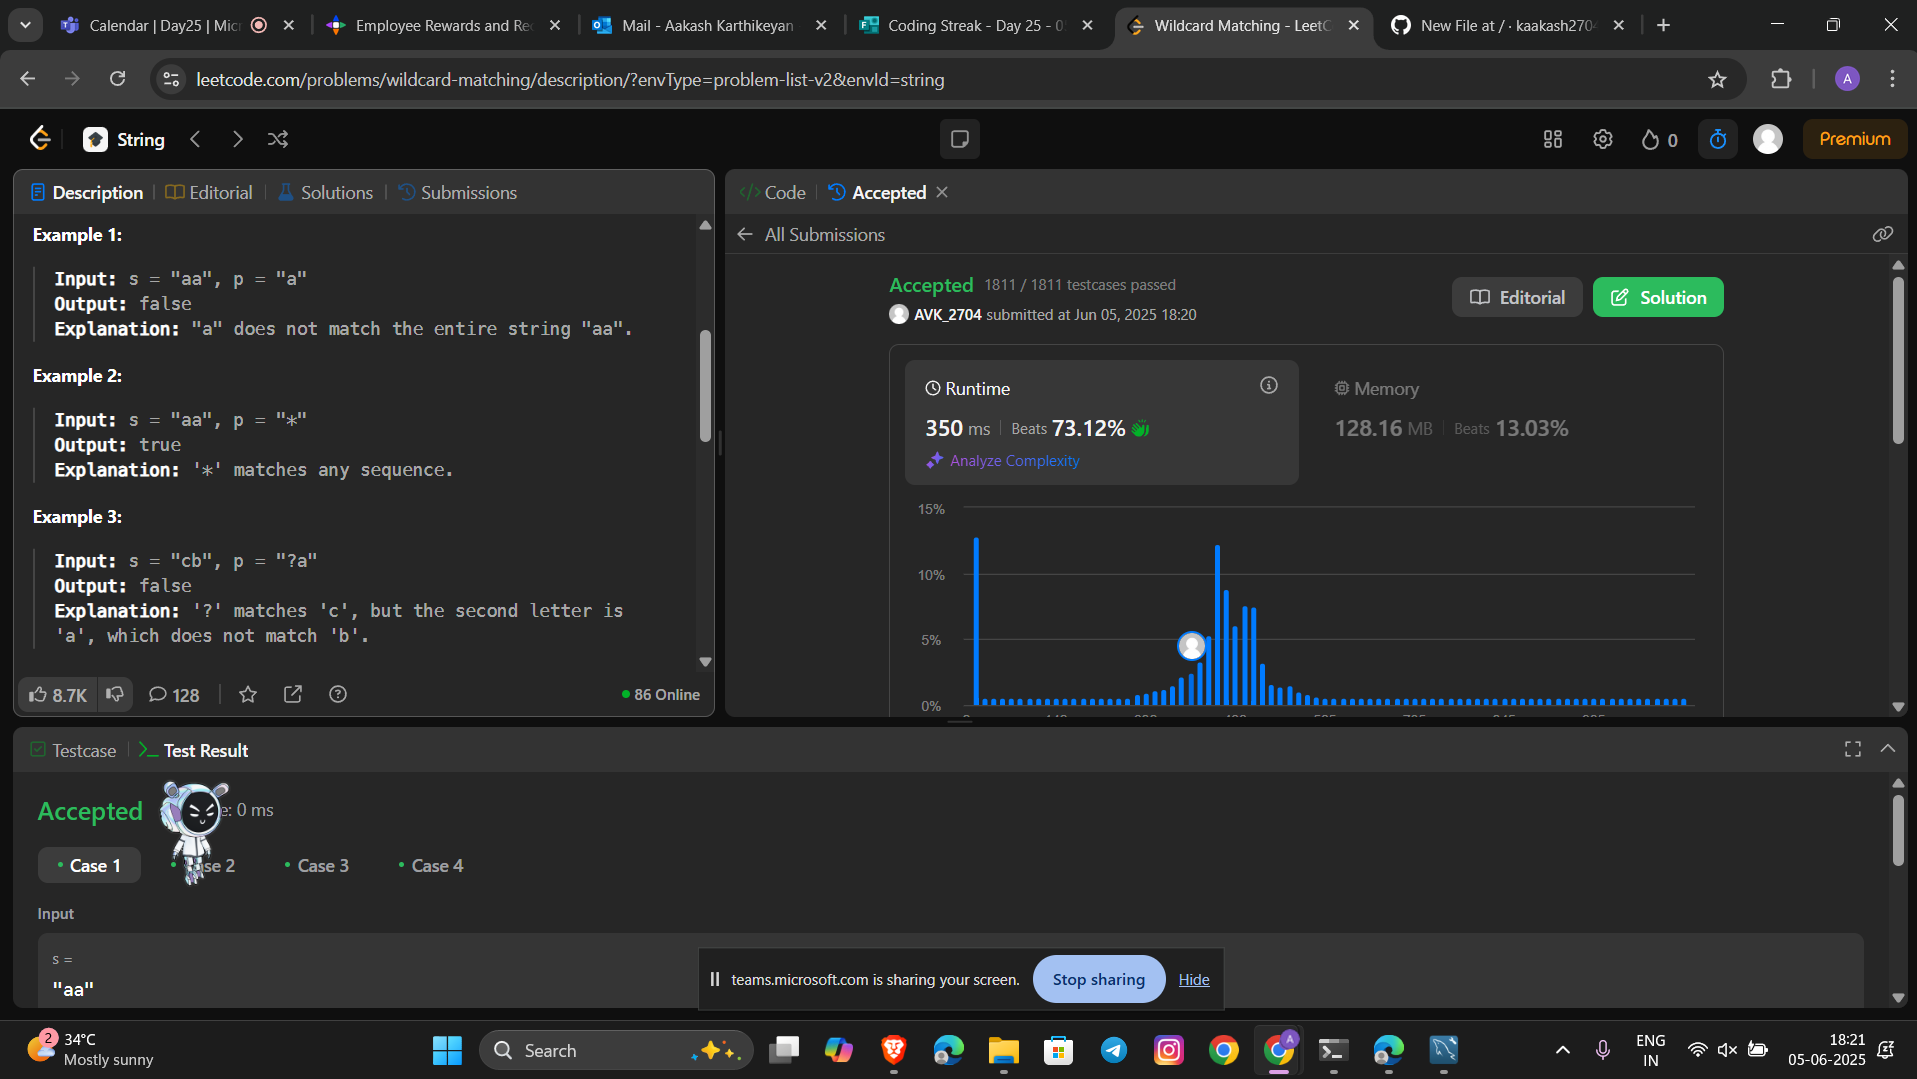 Calendar | Day25 | Mic
Employee Rewards and Re
Mail - Aakash Karthikeyan
Coding Streak - Day 25 - 0
Wildcard Matching - LeetC
New File at / · kaakash270
leetcode.com/problems/wildcard-matching/description/?envType=problem-list-v2&envId=string
A
String
0
Premium
Description
Editorial
Solutions
Submissions
Example 1:
Input: s = "aa", p = "a"
Output: false
Explanation: "a" does not match the entire string "aa".
Example 2:
Input: s = "aa", p = "*"
Output: true
Explanation: '*' matches any sequence.
Example 3:
Input: s = "cb", p = "?a"
Output: false
Explanation: '?' matches 'c', but the second letter is
'a', which does not match 'b'.
8.7K
128
86 Online
</> Code
Accepted
All Submissions
Accepted 1811 / 1811 testcases passed
AVK_2704 submitted at Jun 05, 2025 18:20
Editorial
Solution
Runtime
350 ms Beats 73.12%
Analyze Complexity
Memory
128.16 MB Beats 13.03%
15%
10%
5%
0%
Testcase
Test Result
Accepted
e: 0 ms
Case 1
se 2
Case 3
Case 4
Input
s =
"aa"
teams.microsoft.com is sharing your screen.
Stop sharing
Hide
2
34°C
Mostly sunny
Search
A
ENG
IN
18:21
05-06-2025